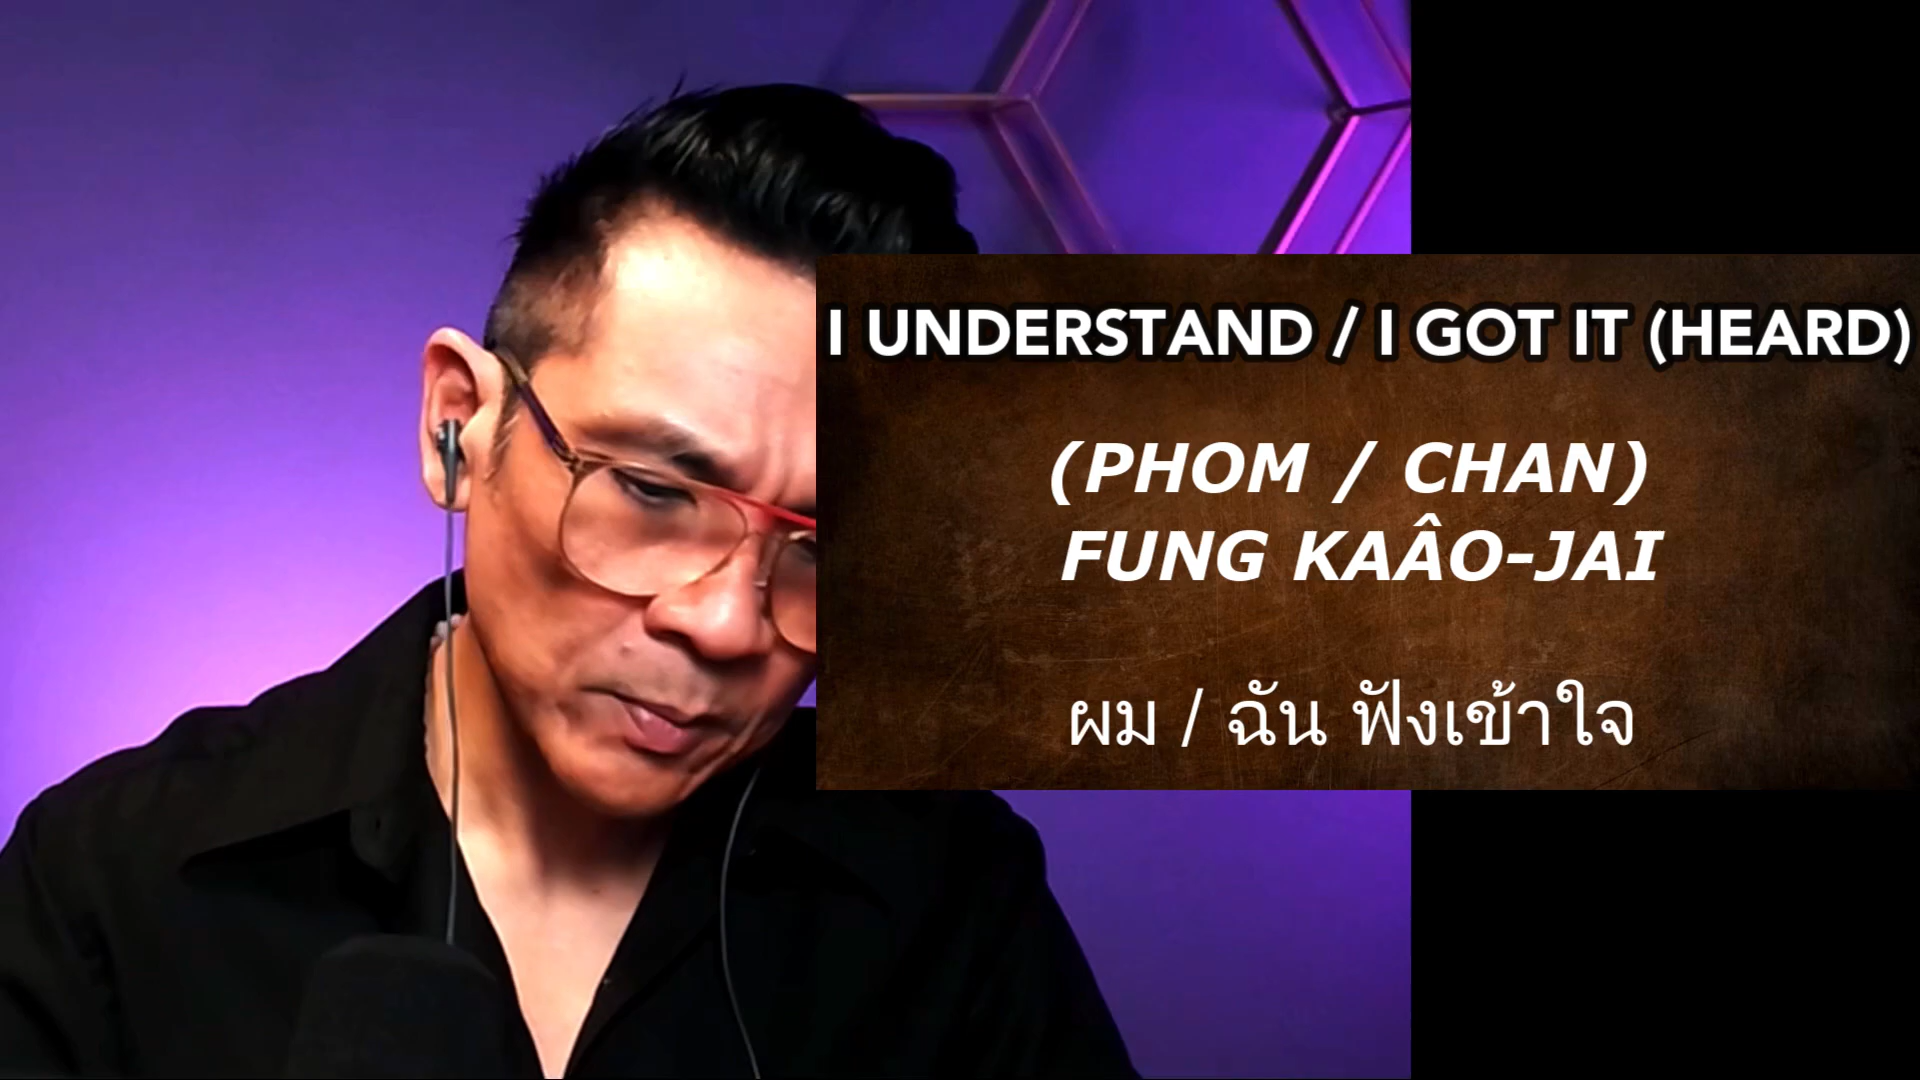 I UNDERSTAND / I GOT IT (HEARD)
(PHOM / CHAN)
FUNG KAÂO-JAI
ผม / ฉัน ฟังเข้าใจ